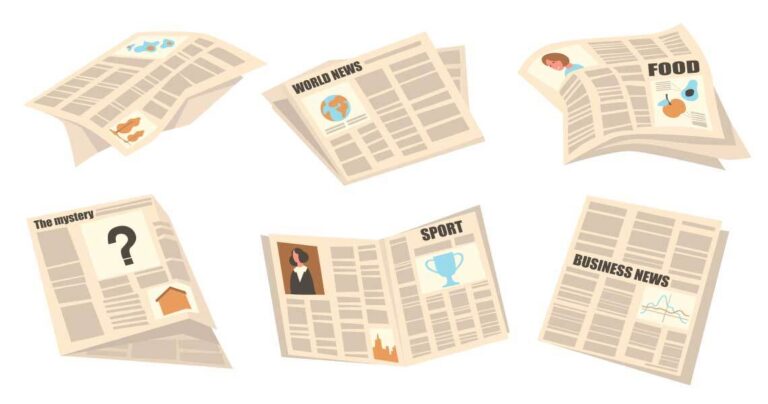 WORLD NEWS
FOOD
The mystery
?
SPORT
BUSINESS NEWS